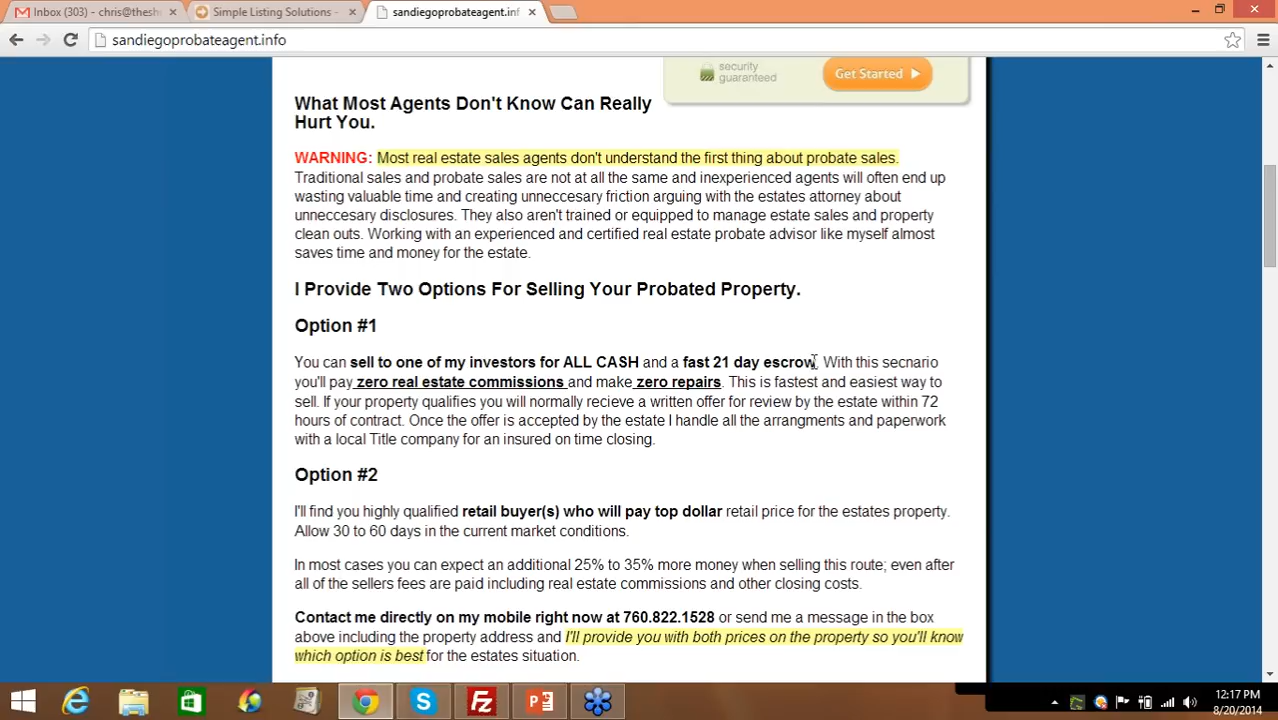 Inbox (303) - chris@thesh
Simple Listing Solutions -
sandiegoprobateagent.inf
sandiegoprobateagent.info
security
guaranteed
Get Started
What Most Agents Don't Know Can Really
Hurt You.
WARNING: Most real estate sales agents don't understand the first thing about probate sales.
Traditional sales and probate sales are not at all the same and inexperienced agents will often end up
wasting valuable time and creating unneccesary friction arguing with the estates attorney about
unneccesary disclosures. They also aren't trained or equipped to manage estate sales and property
clean outs. Working with an experienced and certified real estate probate advisor like myself almost
saves time and money for the estate.
I Provide Two Options For Selling Your Probated Property.
Option #1
You can sell to one of my investors for ALL CASH and a fast 21 day escrow. With this secnario
you'll pay zero real estate commissions and make zero repairs. This is fastest and easiest way to
sell. If your property qualifies you will normally recieve a written offer for review by the estate within 72
hours of contract. Once the offer is accepted by the estate I handle all the arrangments and paperwork
with a local Title company for an insured on time closing.
Option #2
I'll find you highly qualified retail buyer(s) who will pay top dollar retail price for the estates property.
Allow 30 to 60 days in the current market conditions.
In most cases you can expect an additional 25% to 35% more money when selling this route; even after
all of the sellers fees are paid including real estate commissions and other closing costs.
Contact me directly on my mobile right now at 760.822.1528 or send me a message in the box
above including the property address and I'll provide you with both prices on the property so you'll know
which option is best for the estates situation.
12:17 PM
8/20/2014